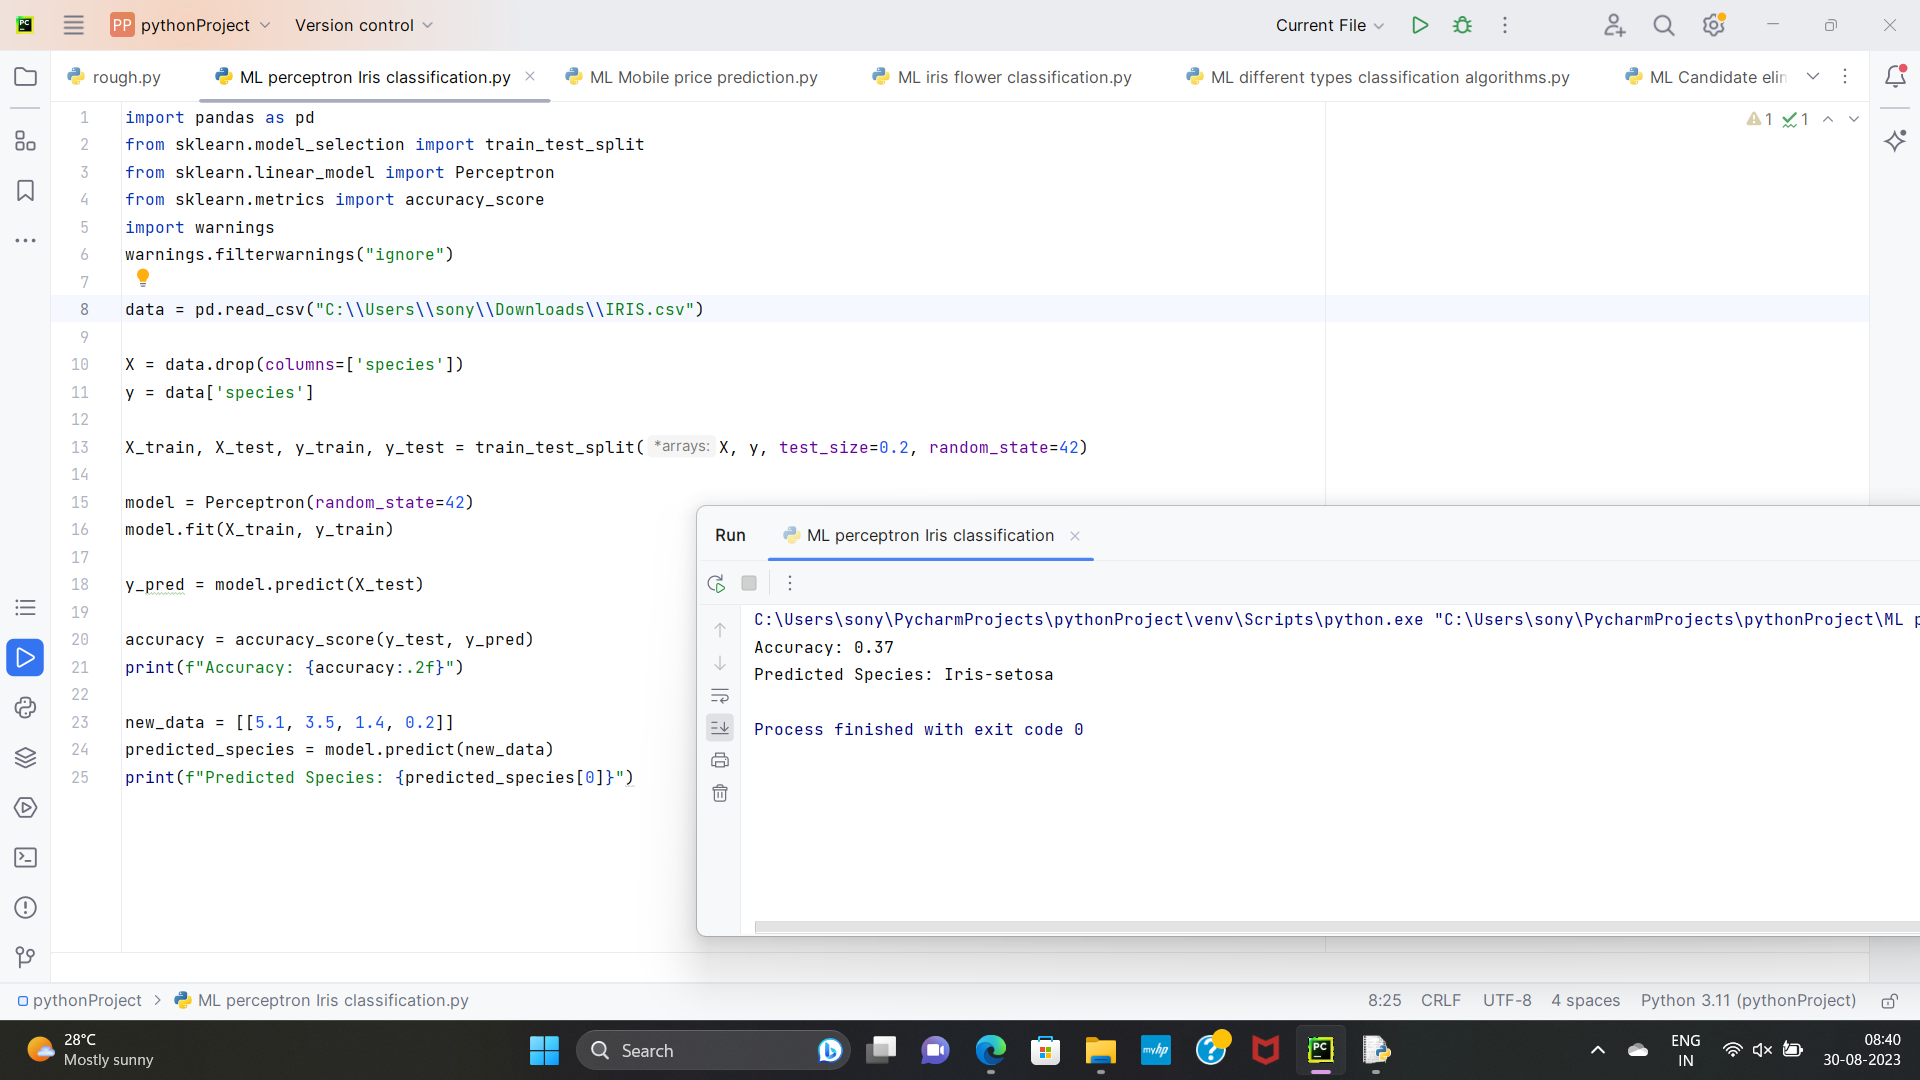 PC PP pythonProject Version control Current File
rough.py ML perceptron Iris classification.py ML Mobile price prediction.py ML iris flower classification.py ML different types classification algorithms.py ML Candidate elin
1 import pandas as pd 1 1
2 from sklearn.model_selection import train_test_split
3 from sklearn.linear_model import Perceptron
4 from sklearn.metrics import accuracy_score
5 import warnings
6 warnings.filterwarnings("ignore")
7
8 data = pd.read_csv("C:\\Users\\sony\\Downloads\\IRIS.csv")
9
10 X = data.drop(columns=['species'])
11 y = data['species']
12
13 X_train, X_test, y_train, y_test = train_test_split( *arrays: X, y, test_size=0.2, random_state=42)
14
15 model = Perceptron(random_state=42)
16 model.fit(X_train, y_train)
17
18 y_pred = model.predict(X_test)
19
20 accuracy = accuracy_score(y_test, y_pred)
21 print(f"Accuracy: {accuracy:.2f}")
22
23 new_data = [[5.1, 3.5, 1.4, 0.2]]
24 predicted_species = model.predict(new_data)
25 print(f"Predicted Species: {predicted_species[0]}")
Run ML perceptron Iris classification
C:\Users\sony\PycharmProjects\pythonProject\venv\Scripts\python.exe "C:\Users\sony\PycharmProjects\pythonProject\ML p
Accuracy: 0.37
Predicted Species: Iris-setosa
Process finished with exit code 0
pythonProject > ML perceptron Iris classification.py 8:25 CRLF UTF-8 4 spaces Python 3.11 (pythonProject)
28°C
Mostly sunny
Search
myhp
PC
ENG
IN
08:40
30-08-2023